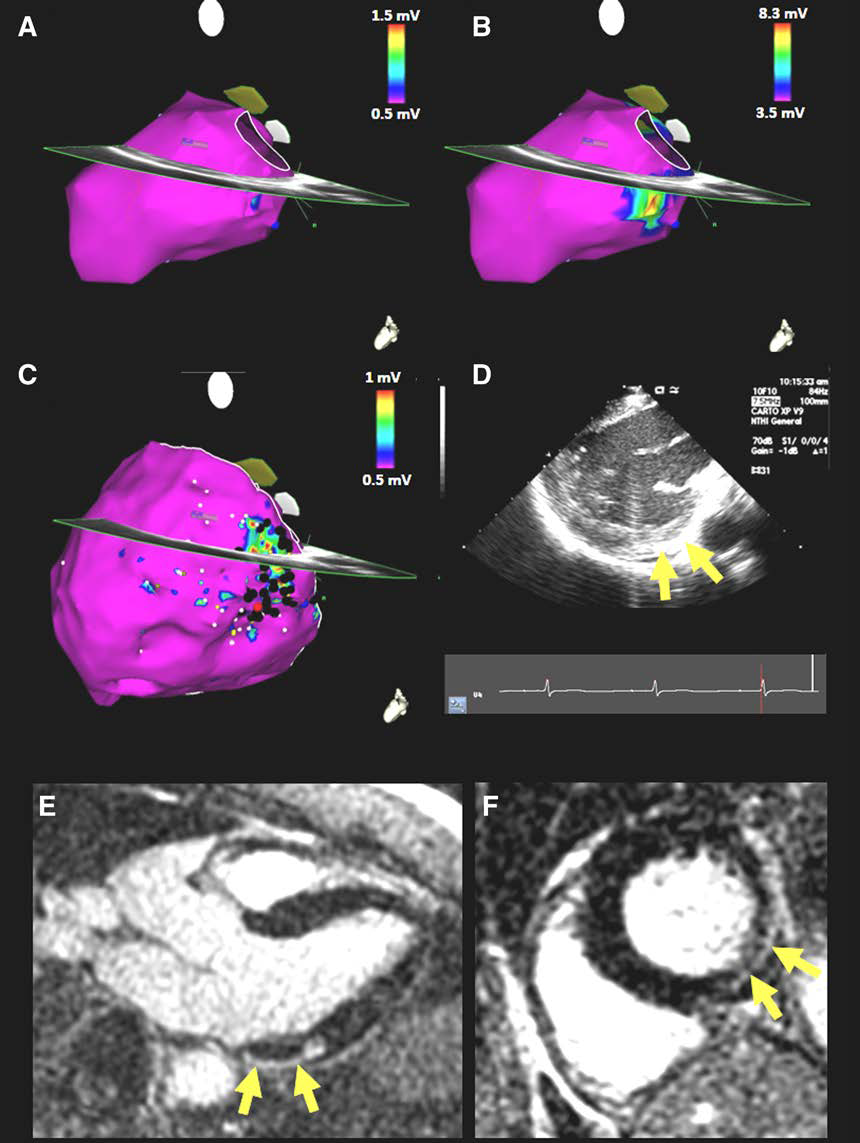 A
1.5 mV
0.5 mV
B
8.3 mV
3.5 mV
C
1 mV
0.5 mV
D
10:15:33 am
10F10 84Hz
7.5MHz 100mm
CARTO XP V9
NTHI General
70dB S1/ 0/0/4
Gain= -1dB Δ=1
E
F